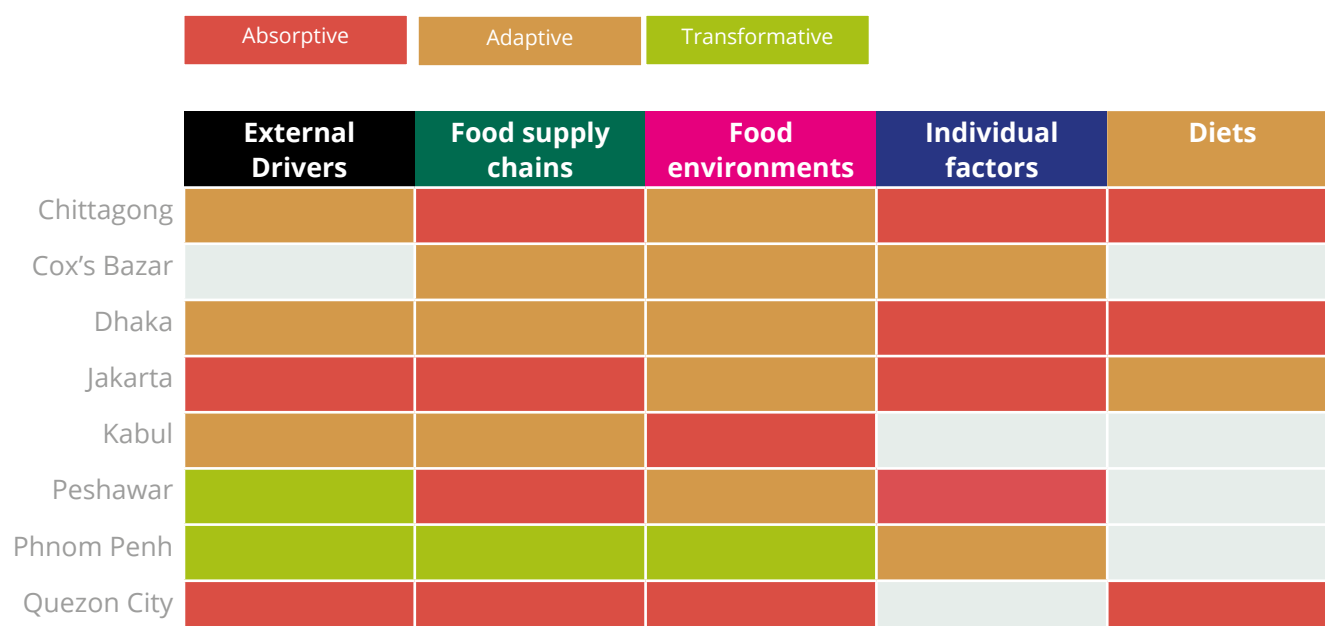 Absorptive Adaptive Transformative
External Drivers
Food supply chains
Food environments
Individual factors
Diets
Chittagong
Cox’s Bazar
Dhaka
Jakarta
Kabul
Peshawar
Phnom Penh
Quezon City